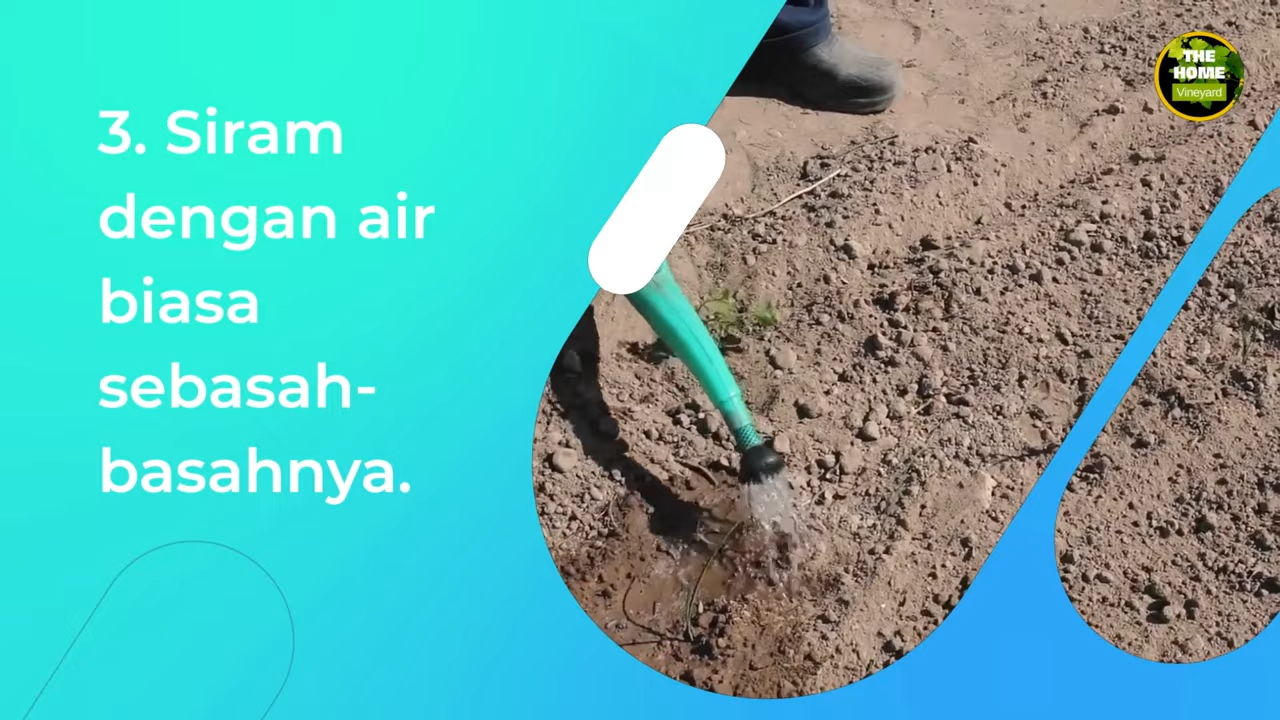 3. Siram
dengan air
biasa
sebasah-
basahnya.
THE
HOME
Vineyard